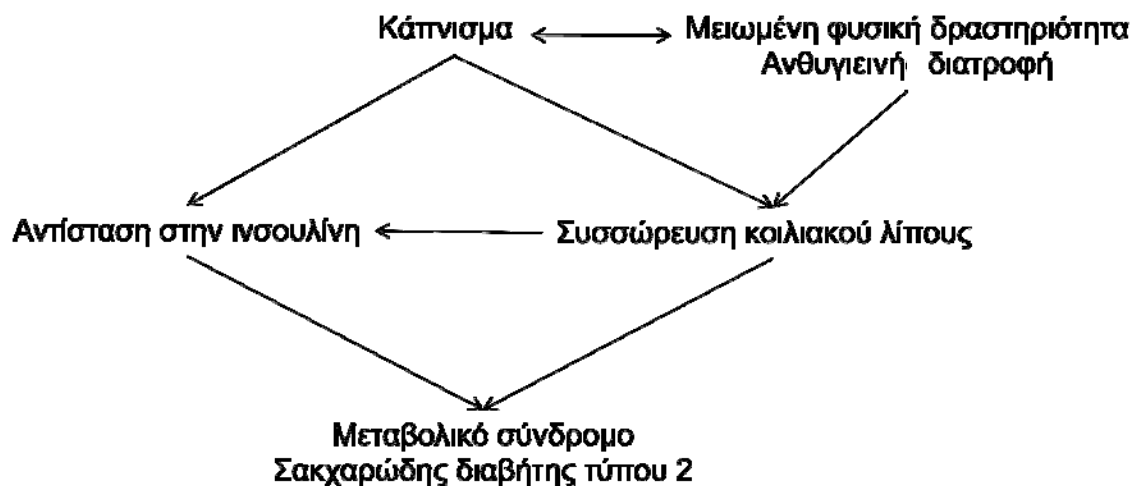 Κάπνισμα
Μειωμένη φυσική δραστηριότητα
Ανθυγιεινή διατροφή
Αντίσταση στην ινσουλίνη
Συσσώρευση κοιλιακού λίπους
Μεταβολικό σύνδρομο
Σακχαρώδης διαβήτης τύπου 2